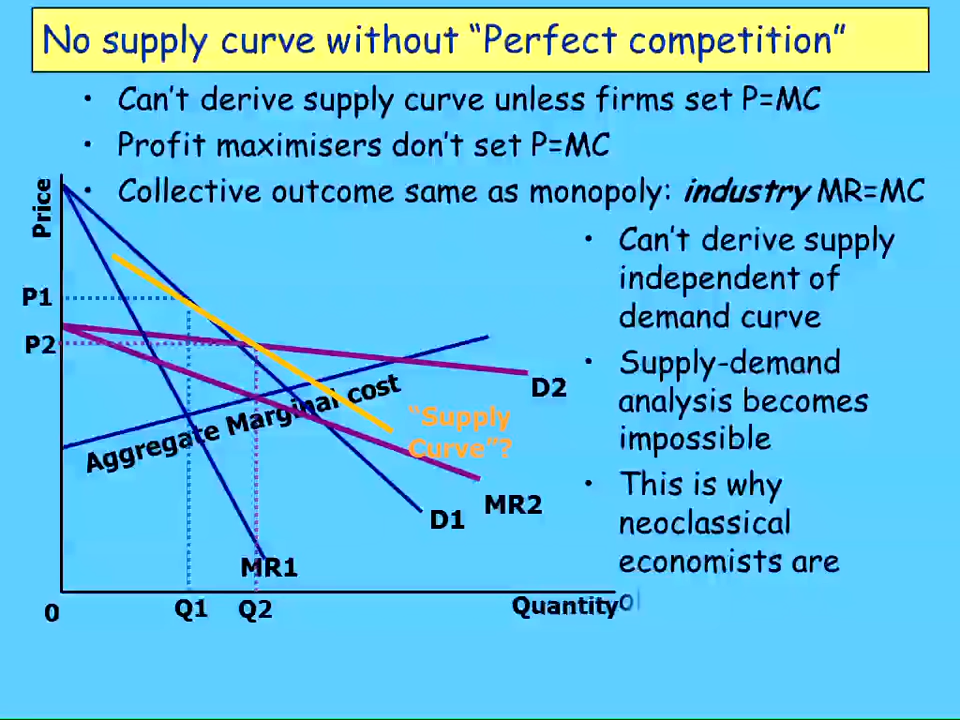 No supply curve without “Perfect competition”
• Can’t derive supply curve unless firms set P=MC
• Profit maximisers don’t set P=MC
• Collective outcome same as monopoly: industry MR=MC
Price
P1
P2
Aggregate Marginal cost
“Supply
Curve”?
D2
MR2
D1
MR1
0
Q1
Q2
Quantity
• Can’t derive supply
independent of
demand curve
• Supply-demand
analysis becomes
impossible
• This is why
neoclassical
economists are